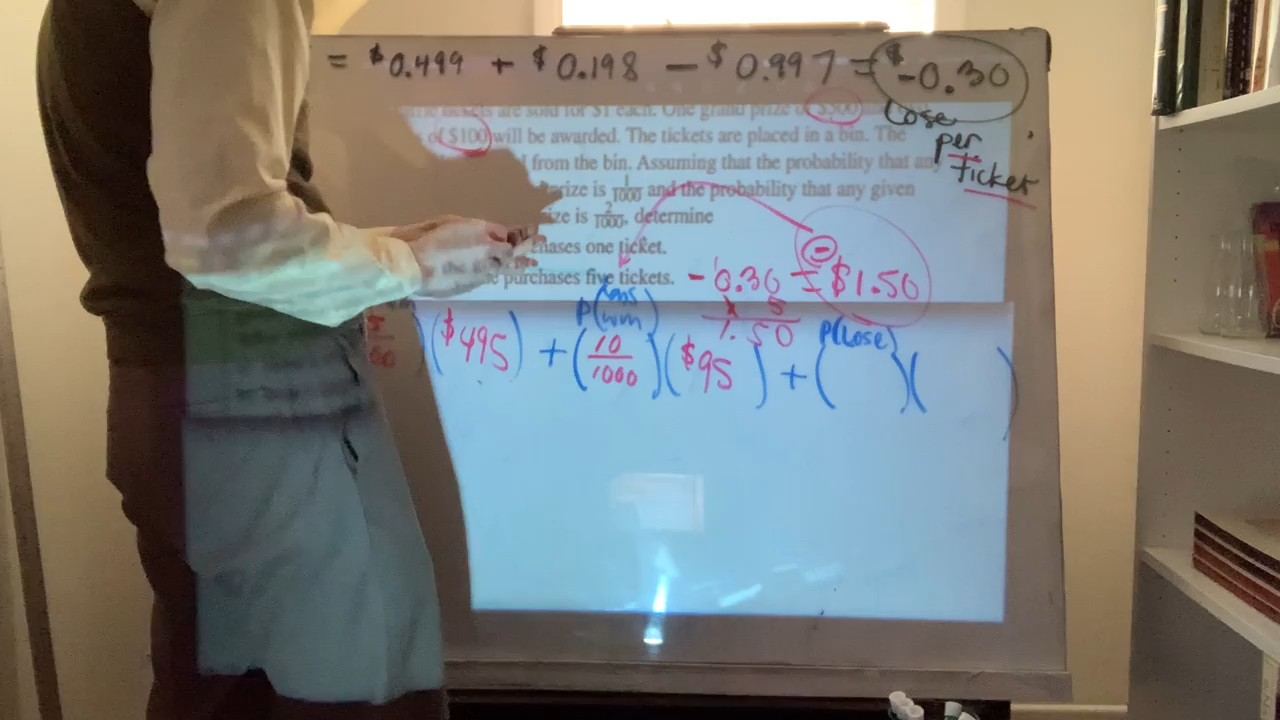 = $0.499 + $0.198 - $0.997 = $-0.30
tickets are sold for $1 each. One grand prize of $500
Lose
of $100 will be awarded. The tickets are placed in a bin. The
per
from the bin. Assuming that the probability that any
ticket
prize is 1/1000 and the probability that any given
is 2/1000, determine
one ticket.
purchases five tickets. -0.30 = - $1.50
x 5
1.50
P(cons win) P(Lose)
($495) + (10/1000)($95) + ( )( )